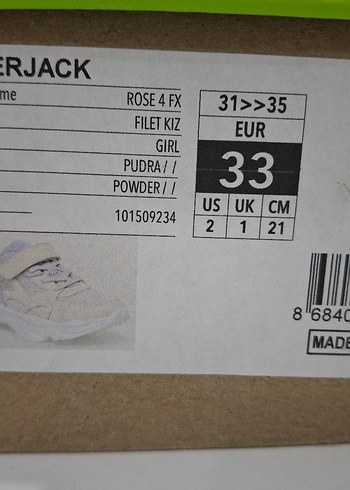 ERJACK
me ROSE 4 FX
FILET KIZ
GIRL
PUDRA / /
POWDER / /
101509234
31>>35
EUR
33
US UK CM
2 1 21
8 6840
MADE